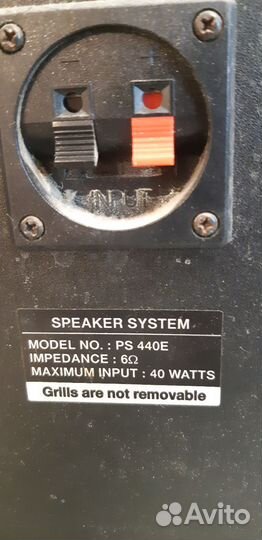 - +
INPUT
SPEAKER SYSTEM
MODEL NO. : PS 440E
IMPEDANCE : 6Ω
MAXIMUM INPUT : 40 WATTS
Grills are not removable
Avito